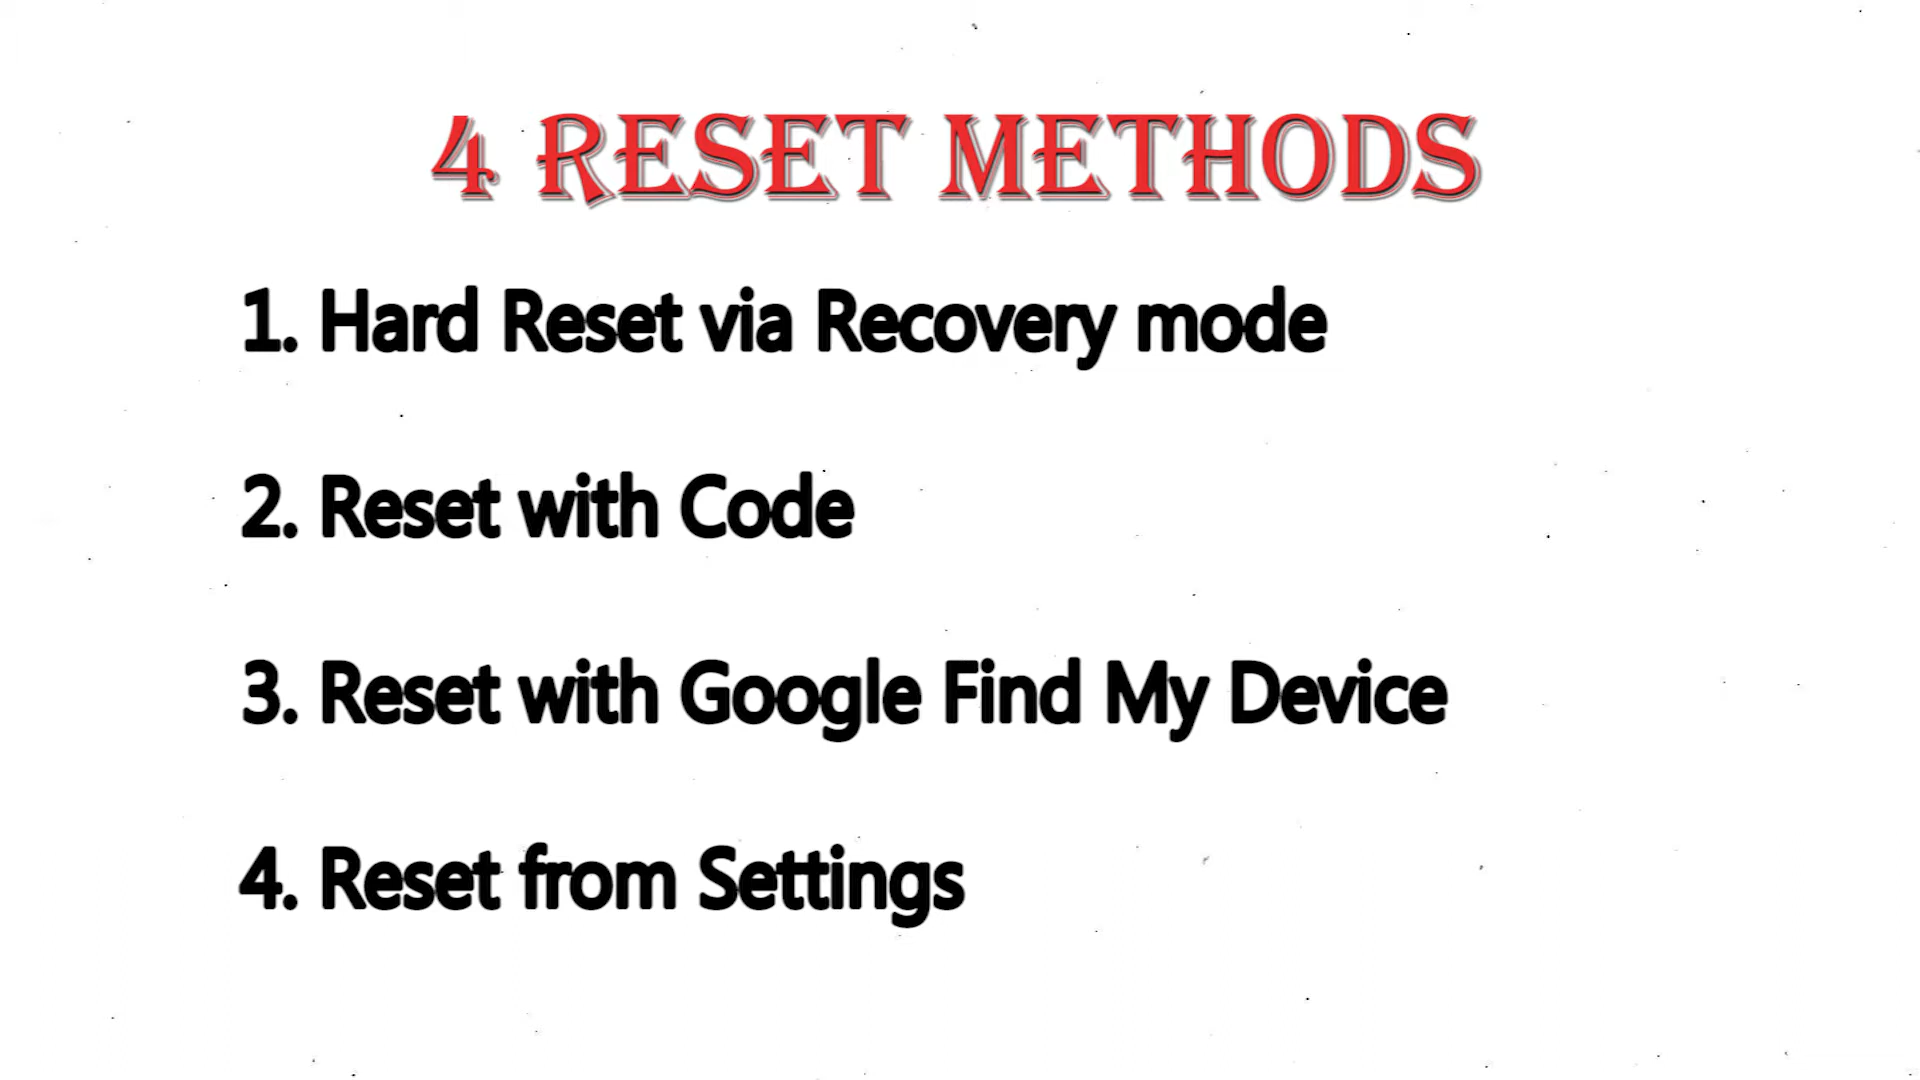 4 RESET METHODS
1. Hard Reset via Recovery mode
2. Reset with Code
3. Reset with Google Find My Device
4. Reset from Settings